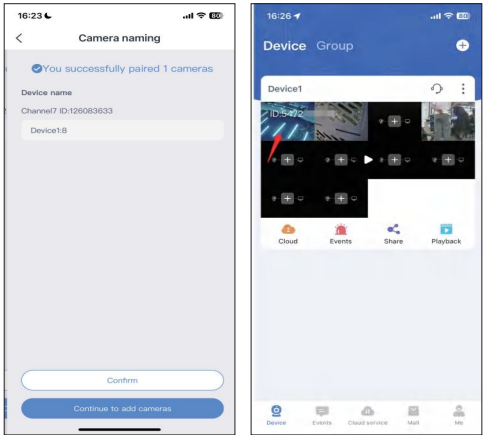 16:23
80
Camera naming
You successfully paired 1 cameras
Device name
Channel7 ID:126083633
Device1:8
Confirm
Continue to add cameras
16:26
80
Device Group
Device1
ID:5472
Cloud Events Share Playback
Device Events Cloud service Mall Me